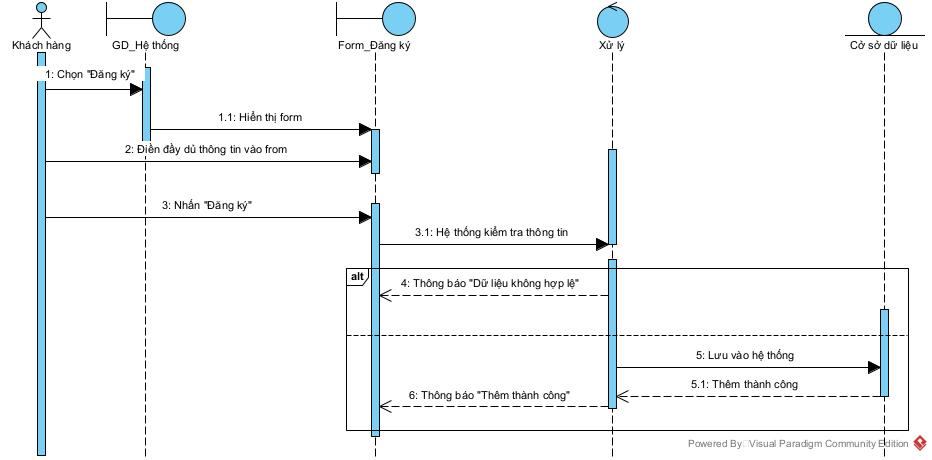 Khách hàng
GD_Hệ thống
Form_Đăng ký
Xử lý
Cở sở dữ liệu
1: Chọn "Đăng ký"
1.1: Hiển thị form
2: Điền đầy dủ thông tin vào from
3: Nhấn "Đăng ký"
3.1: Hệ thống kiểm tra thông tin
alt
4: Thông báo "Dữ liệu không hợp lệ"
5: Lưu vào hệ thống
5.1: Thêm thành công
6: Thông báo "Thêm thành công"
Powered By Visual Paradigm Community Edition